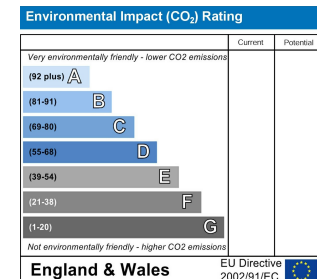 Environmental Impact (CO₂) Rating
Current Potential
Very environmentally friendly - lower CO2 emissions
(92 plus) A
(81-91) B
(69-80) C
(55-68) D
(39-54) E
(21-38) F
(1-20) G
Not environmentally friendly - higher CO2 emissions
England & Wales
EU Directive
2002/91/EC